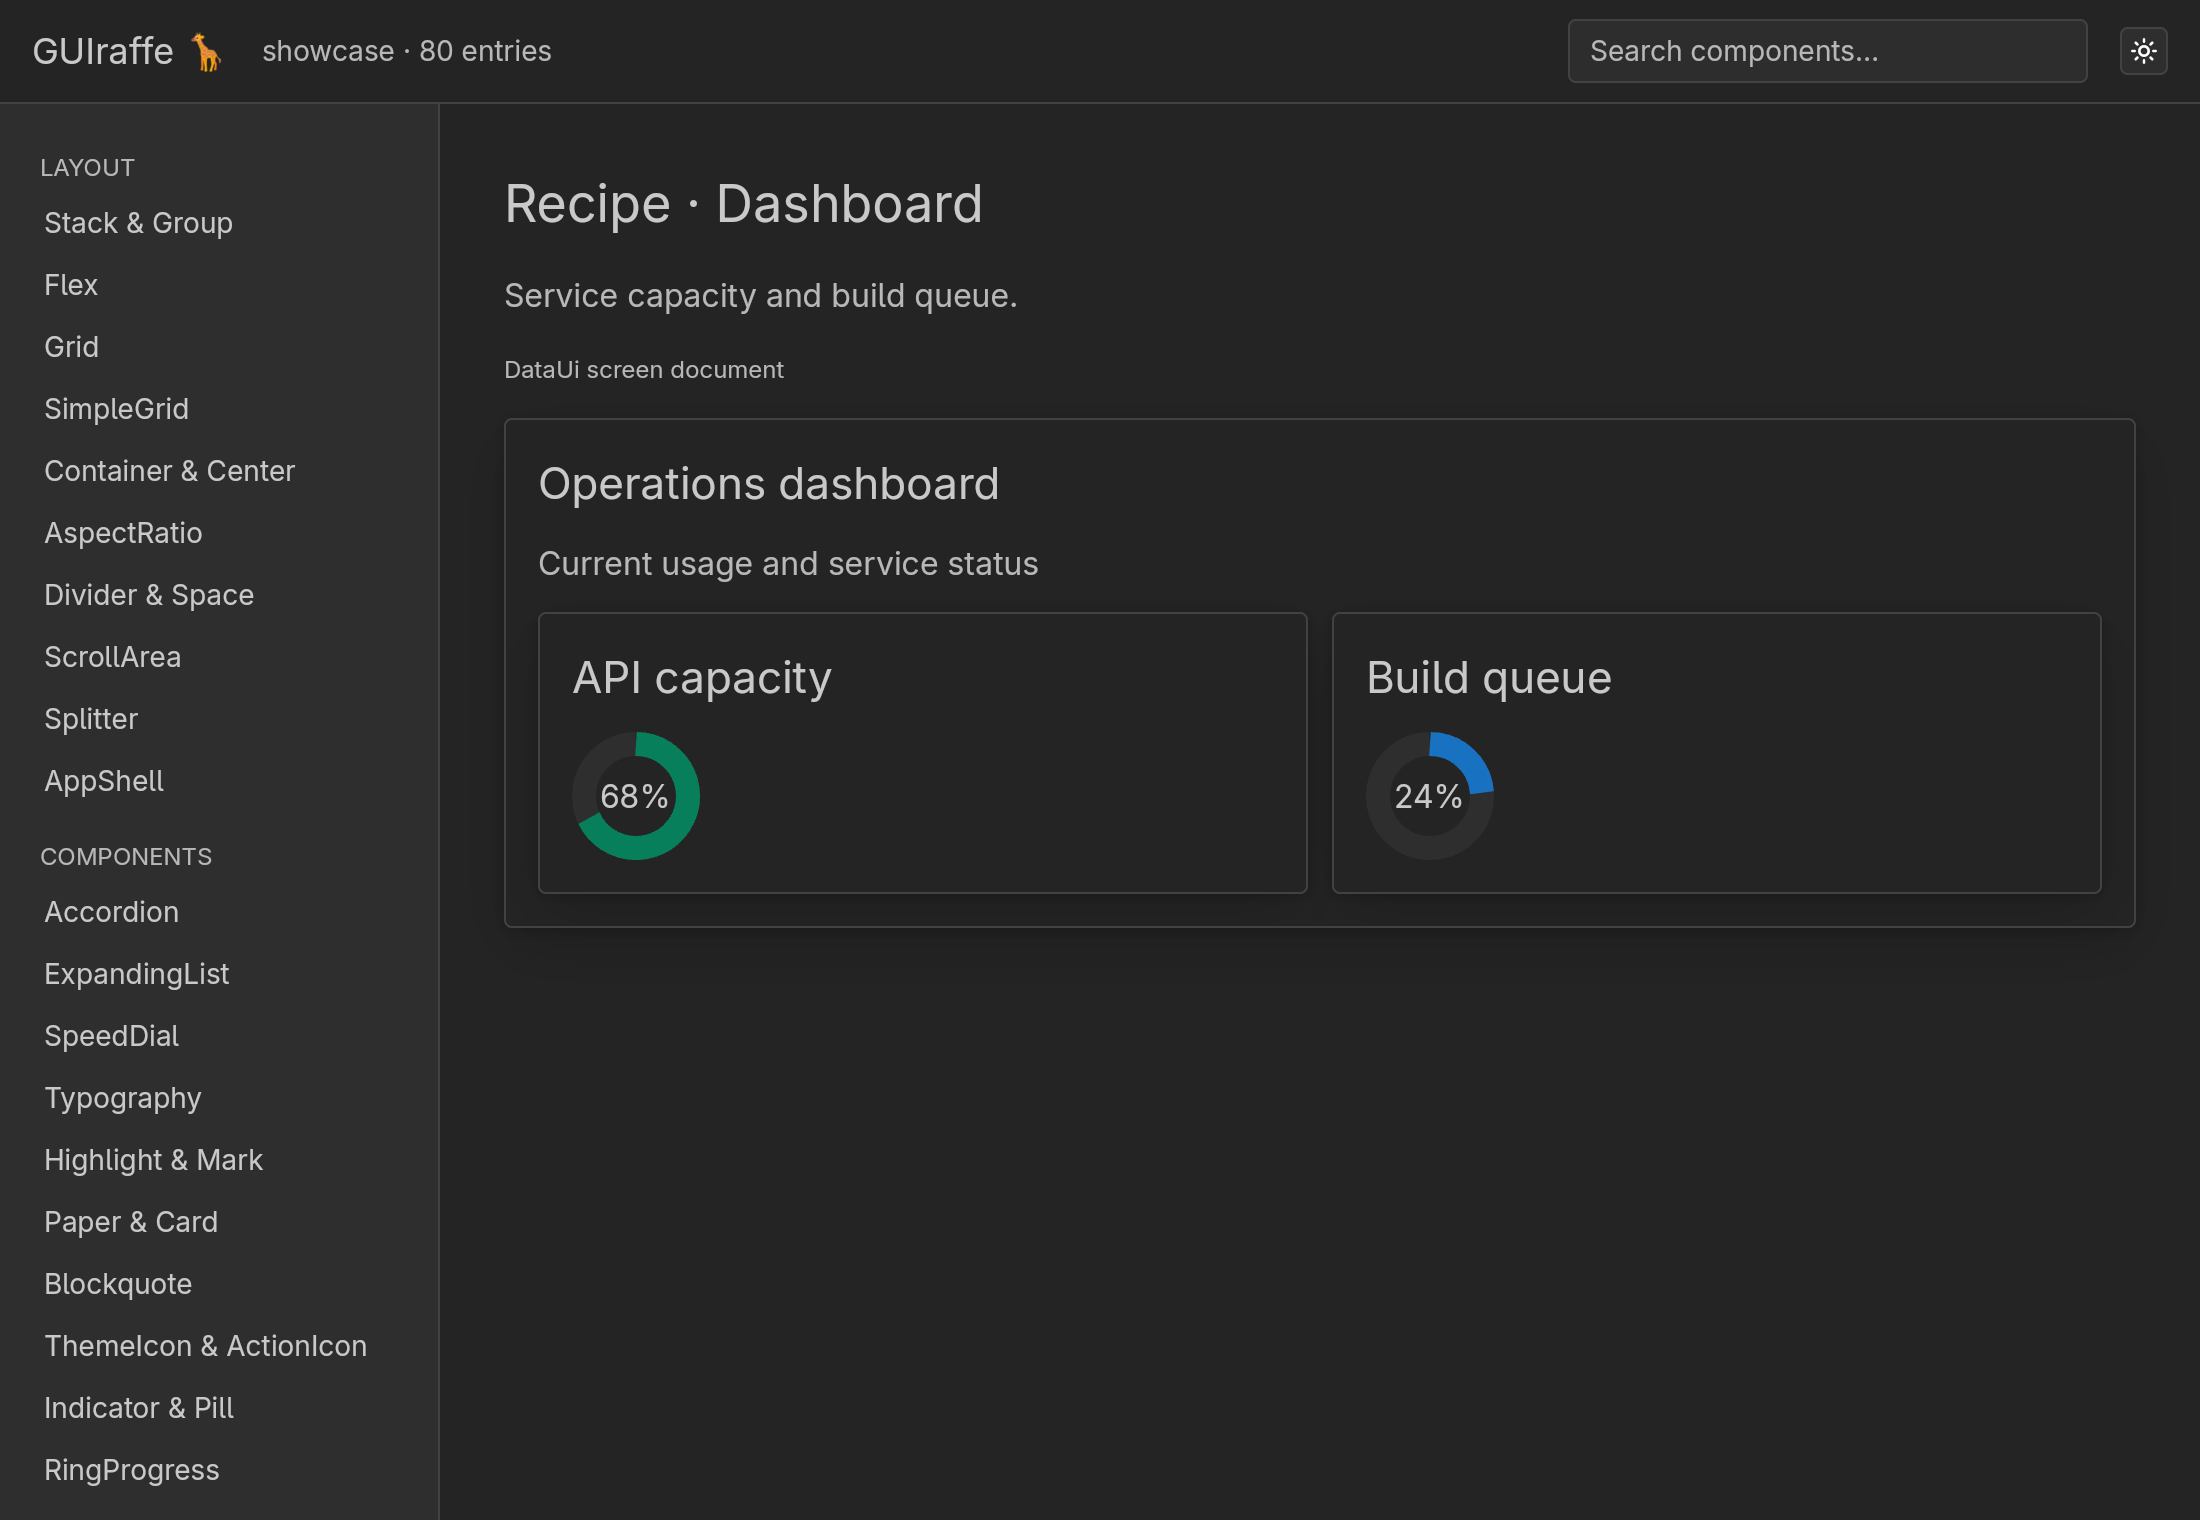 GUIraffe 🦒
showcase · 80 entries
Search components...
LAYOUT
Stack & Group
Flex
Grid
SimpleGrid
Container & Center
AspectRatio
Divider & Space
ScrollArea
Splitter
AppShell
COMPONENTS
Accordion
ExpandingList
SpeedDial
Typography
Highlight & Mark
Paper & Card
Blockquote
ThemeIcon & ActionIcon
Indicator & Pill
RingProgress
Recipe · Dashboard
Service capacity and build queue.
DataUi screen document
Operations dashboard
Current usage and service status
API capacity
68%
Build queue
24%